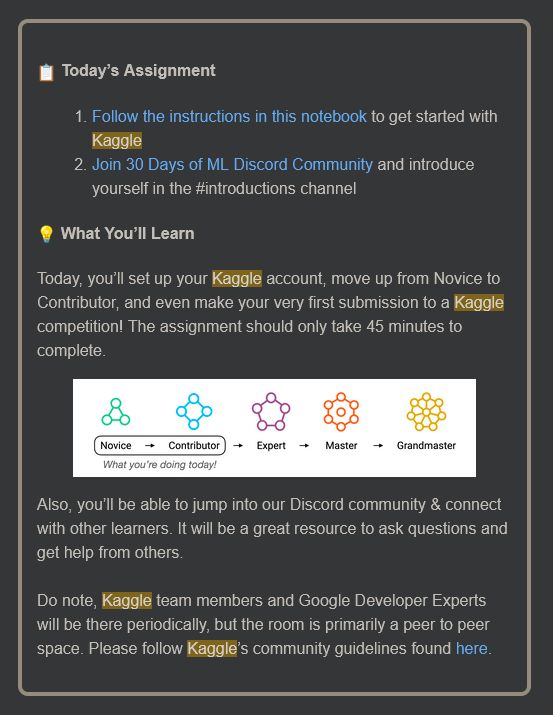 📋 Today’s Assignment
1. Follow the instructions in this notebook to get started with
Kaggle
2. Join 30 Days of ML Discord Community and introduce
yourself in the #introductions channel
💡 What You’ll Learn
Today, you’ll set up your Kaggle account, move up from Novice to
Contributor, and even make your very first submission to a Kaggle
competition! The assignment should only take 45 minutes to
complete.
Novice → Contributor → Expert → Master → Grandmaster
What you're doing today!
Also, you’ll be able to jump into our Discord community & connect
with other learners. It will be a great resource to ask questions and
get help from others.
Do note, Kaggle team members and Google Developer Experts
will be there periodically, but the room is primarily a peer to peer
space. Please follow Kaggle’s community guidelines found here.